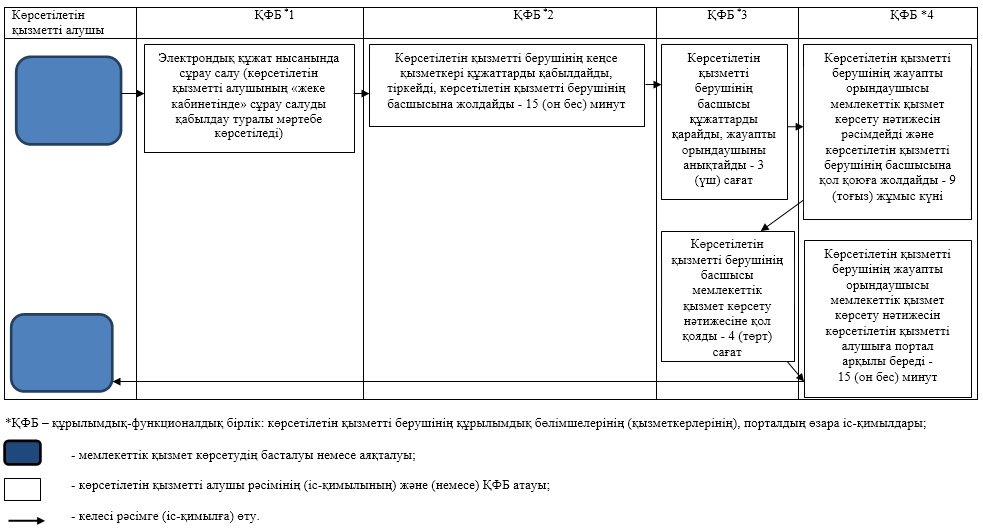 Көрсетілетін
қызметті алушы
ҚФБ *1
ҚФБ *2
ҚФБ *3
ҚФБ *4
Электрондық құжат нысанында
сұрау салу (көрсетілетін
қызметті алушының «жеке
кабинетінде» сұрау салуды
қабылдау туралы мәртебе
көрсетіледі)
Көрсетілетін қызметті берушінің кеңсе
қызметкері құжаттарды қабылдайды,
тіркейді, көрсетілетін қызметті берушінің
басшысына жолдайды - 15 (он бес) минут
Көрсетілетін
қызметті
берушінің
басшысы
құжаттарды
қарайды, жауапты
орындаушыны
анықтайды - 3
(үш) сағат
Көрсетілетін қызметті
берушінің жауапты
орындаушысы
мемлекеттік қызмет
көрсету нәтижесін
рәсімдейді және
көрсетілетін қызметті
берушінің басшысына
қол қоюға жолдайды - 9
(тоғыз) жұмыс күні
Көрсетілетін
қызметті берушінің
басшысы
мемлекеттік
қызмет көрсету
нәтижесіне қол
қояды - 4 (төрт)
сағат
Көрсетілетін қызметті
берушінің жауапты
орындаушысы
мемлекеттік қызмет
көрсету нәтижесін
көрсетілетін қызметті
алушыға портал
арқылы береді -
15 (он бес) минут
*ҚФБ – құрылымдық-функционалдық бірлік: көрсетілетін қызметті берушінің құрылымдық бөлімшелерінің (қызметкерлерінің), порталдың өзара іс-қимылдары;
- мемлекеттік қызмет көрсетудің басталуы немесе аяқталуы;
- көрсетілетін қызметті алушы рәсімінің (іс-қимылының) және (немесе) ҚФБ атауы;
- келесі рәсімге (іс-қимылға) өту.